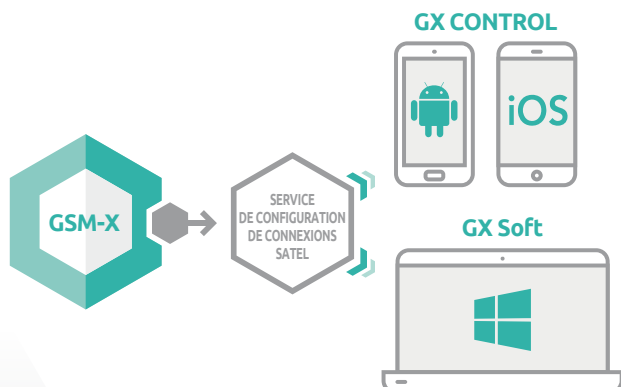 GX CONTROL
iOS
GSM-X
SERVICE
DE CONFIGURATION
DE CONNEXIONS
SATEL
GX Soft